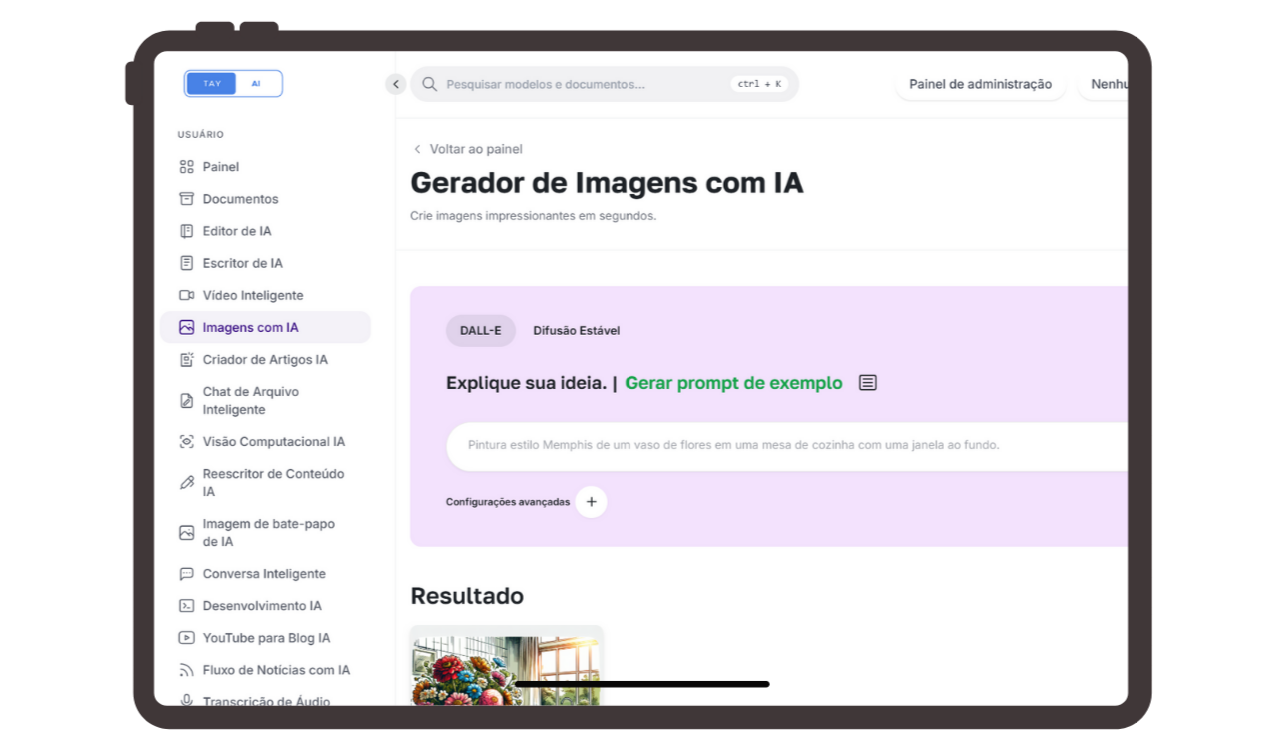 TAY AI
USUÁRIO
Painel
Documentos
Editor de IA
Escritor de IA
Vídeo Inteligente
Imagens com IA
Criador de Artigos IA
Chat de Arquivo
Inteligente
Visão Computacional IA
Reescritor de Conteúdo
IA
Imagem de bate-papo
de IA
Conversa Inteligente
Desenvolvimento IA
YouTube para Blog IA
Fluxo de Notícias com IA
Transcrição de Áudio
Pesquisar modelos e documentos... ctrl + K
Painel de administração
Nenhu
Voltar ao painel
Gerador de Imagens com IA
Crie imagens impressionantes em segundos.
DALL-E Difusão Estável
Explique sua ideia. | Gerar prompt de exemplo
Pintura estilo Memphis de um vaso de flores em uma mesa de cozinha com uma janela ao fundo.
Configurações avançadas +
Resultado